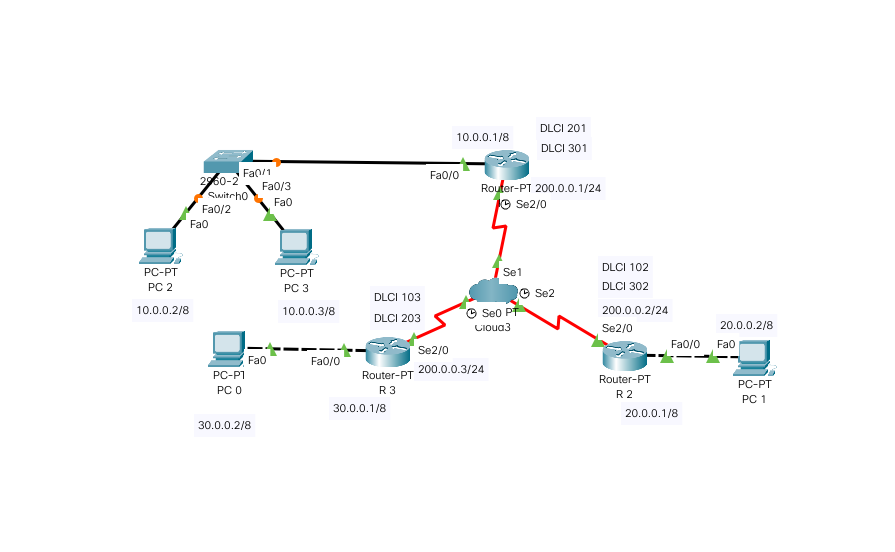 10.0.0.1/8
DLCI 201
DLCI 301
Fa0/1
Fa0/0
2960-2
Switch0
Fa0/3
Fa0/2
Fa0
Fa0
Router-PT
200.0.0.1/24
Se2/0
PC-PT
PC 2
PC-PT
PC 3
10.0.0.2/8
10.0.0.3/8
Se1
Se2
Se0
PT
Cloud3
DLCI 102
DLCI 302
200.0.0.2/24
Se2/0
DLCI 103
DLCI 203
Se2/0
200.0.0.3/24
Fa0
Fa0/0
PC-PT
PC 0
Router-PT
R 3
30.0.0.1/8
30.0.0.2/8
20.0.0.2/8
Fa0/0
Fa0
Router-PT
R 2
20.0.0.1/8
PC-PT
PC 1